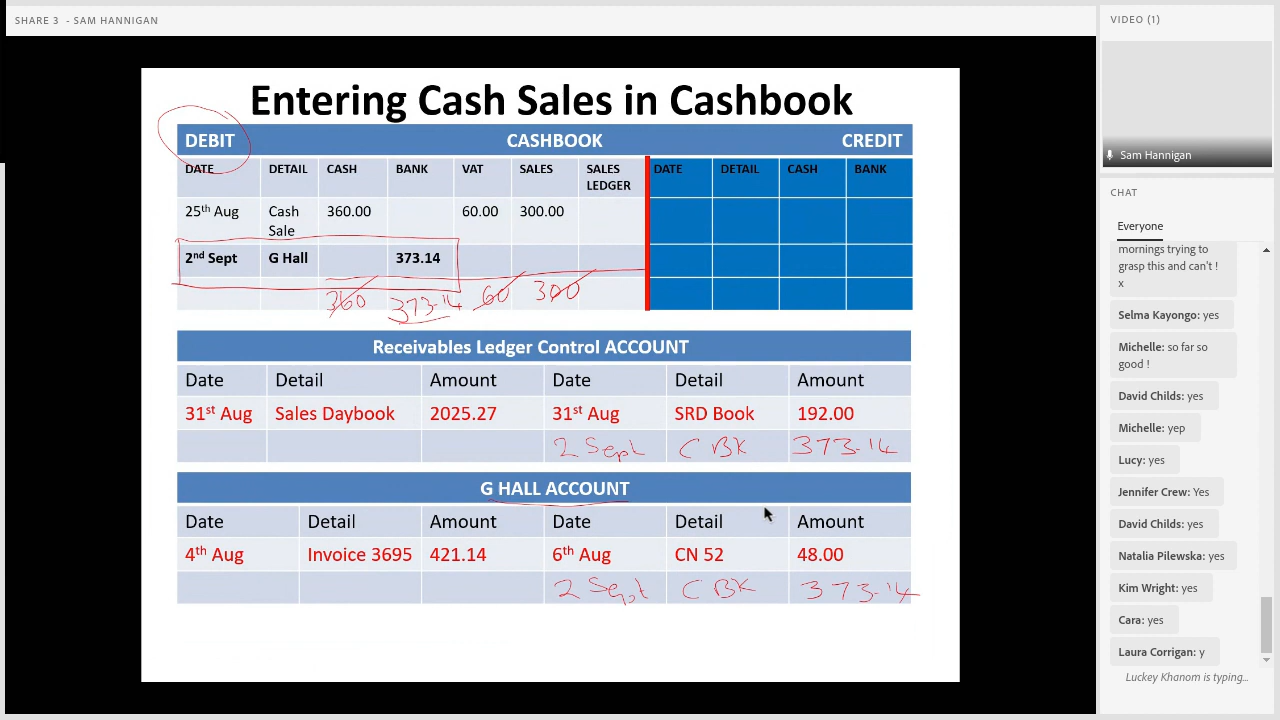 SHARE 3 - SAM HANNIGAN
Entering Cash Sales in Cashbook
DEBIT CASHBOOK CREDIT
DATE DETAIL CASH BANK VAT SALES SALES LEDGER DATE DETAIL CASH BANK
25th Aug Cash Sale 360.00 60.00 300.00
2nd Sept G Hall 373.14
360 373.14 60 300
Receivables Ledger Control ACCOUNT
Date Detail Amount Date Detail Amount
31st Aug Sales Daybook 2025.27 31st Aug SRD Book 192.00
2 Sept C BK 373.14
G HALL ACCOUNT
Date Detail Amount Date Detail Amount
4th Aug Invoice 3695 421.14 6th Aug CN 52 48.00
2 Sept C BK 373.14
VIDEO (1)
Sam Hannigan
CHAT
Everyone
mornings trying to
grasp this and can't !
x
Selma Kayongo: yes
Michelle: so far so
good !
David Childs: yes
Michelle: yep
Lucy: yes
Jennifer Crew: Yes
David Childs: yes
Natalia Pilewska: yes
Kim Wright: yes
Cara: yes
Laura Corrigan: y
Luckey Khanom is typing...